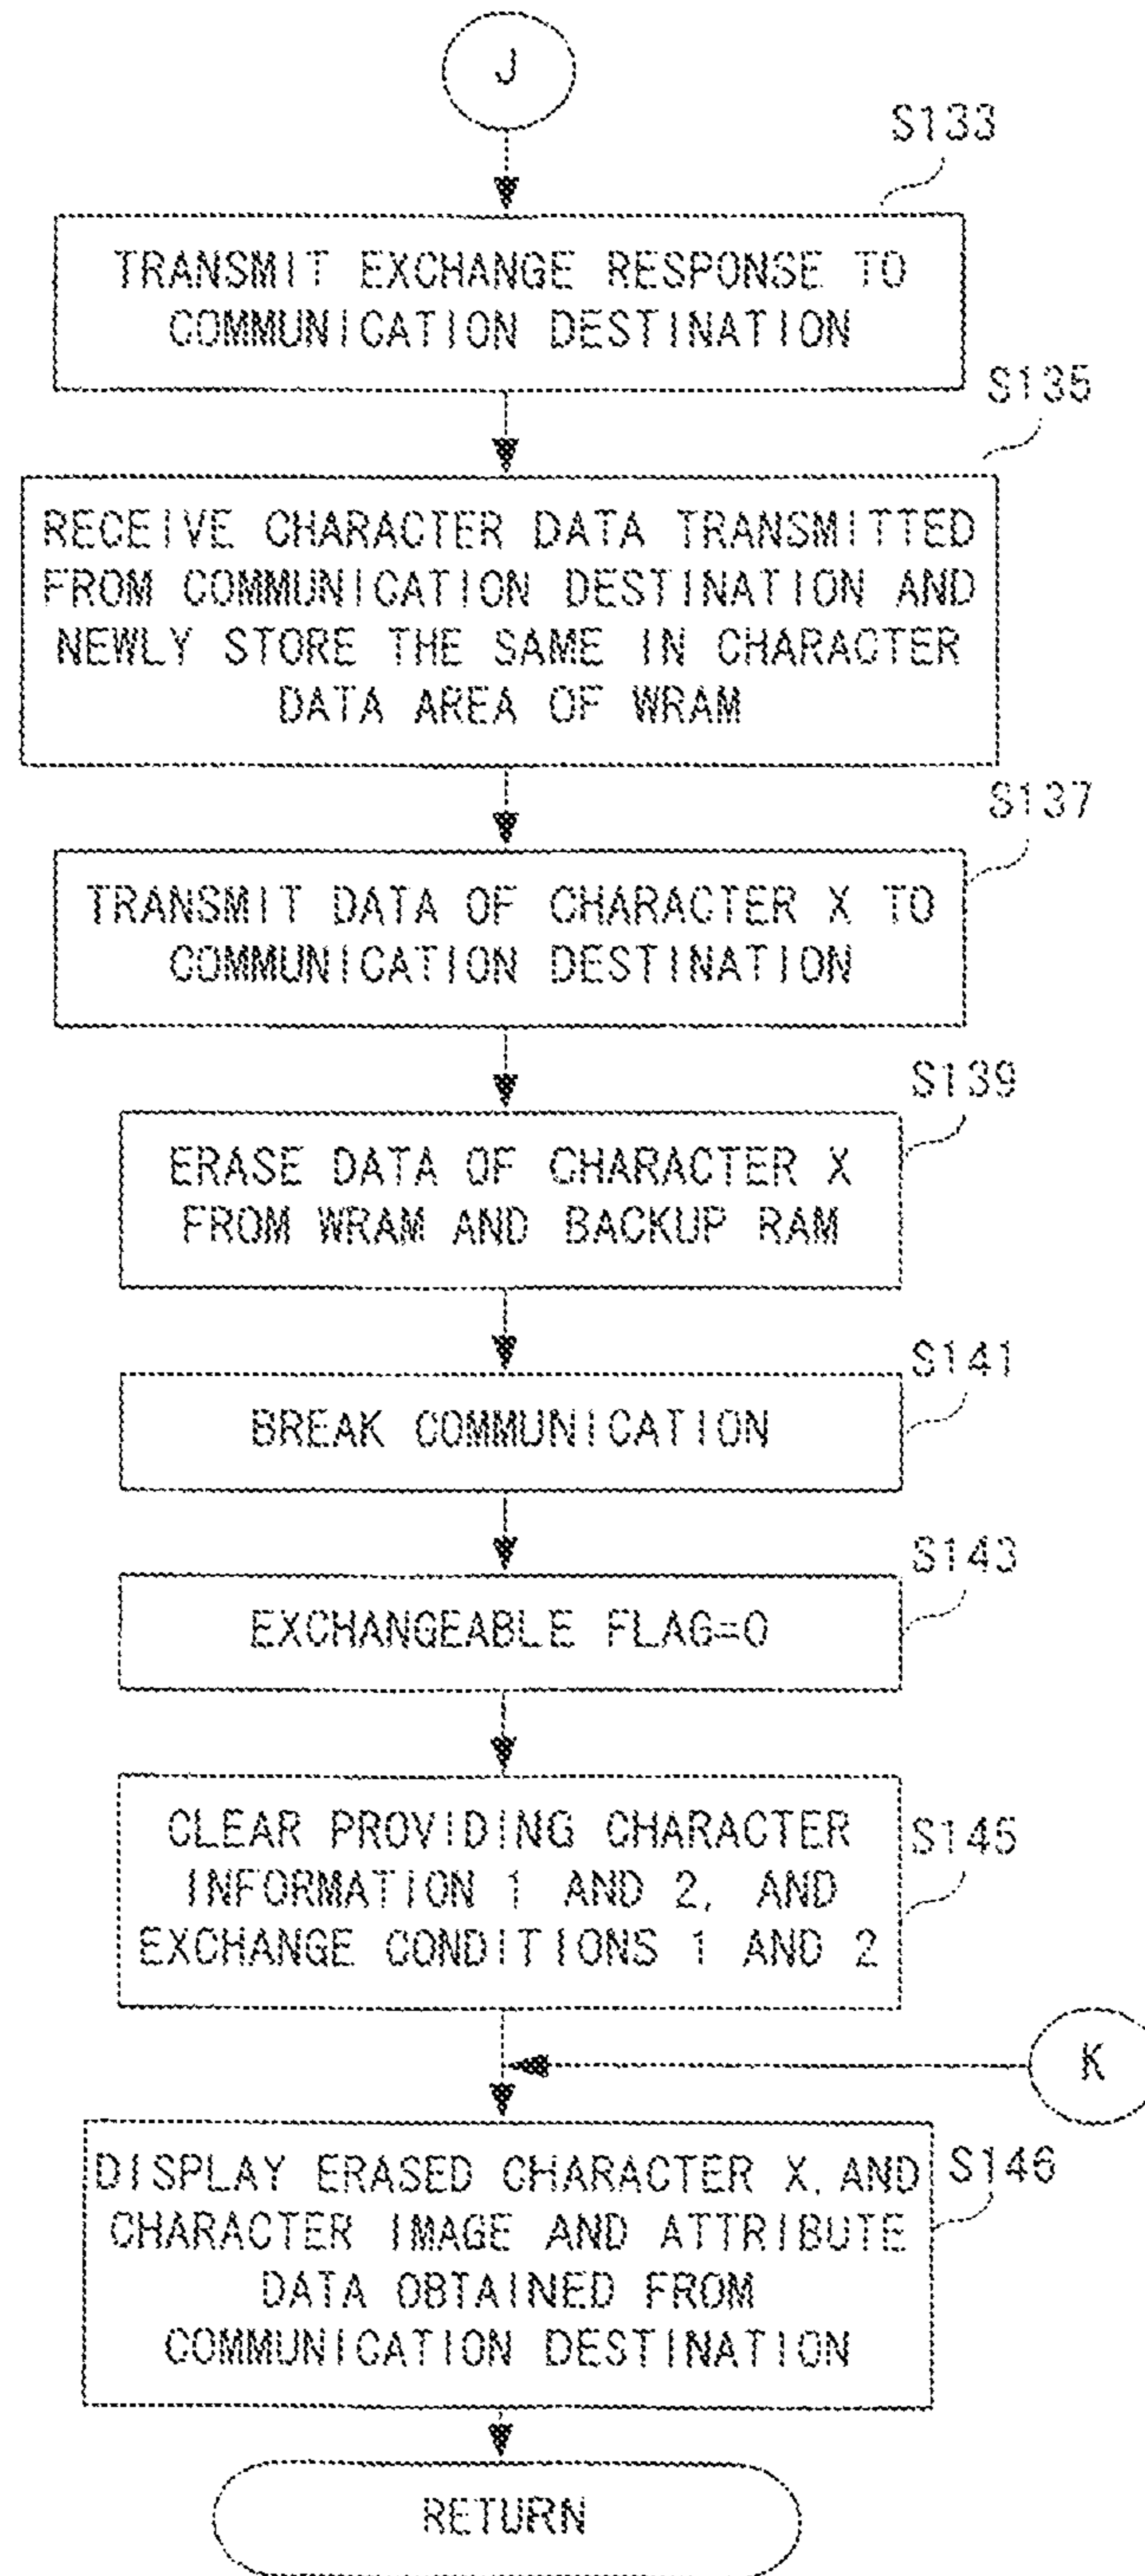 J
S133
TRANSMIT EXCHANGE RESPONSE TO
COMMUNICATION DESTINATION
S135
RECEIVE CHARACTER DATA TRANSMITTED
FROM COMMUNICATION DESTINATION AND
NEWLY STORE THE SAME IN CHARACTER
DATA AREA OF WRAM
S137
TRANSMIT DATA OF CHARACTER X TO
COMMUNICATION DESTINATION
S139
ERASE DATA OF CHARACTER X
FROM WRAM AND BACKUP RAM
S141
BREAK COMMUNICATION
S143
EXCHANGEABLE FLAG=0
S145
CLEAR PROVIDING CHARACTER
INFORMATION 1 AND 2, AND
EXCHANGE CONDITIONS 1 AND 2
K
S146
DISPLAY ERASED CHARACTER X, AND
CHARACTER IMAGE AND ATTRIBUTE
DATA OBTAINED FROM
COMMUNICATION DESTINATION
RETURN